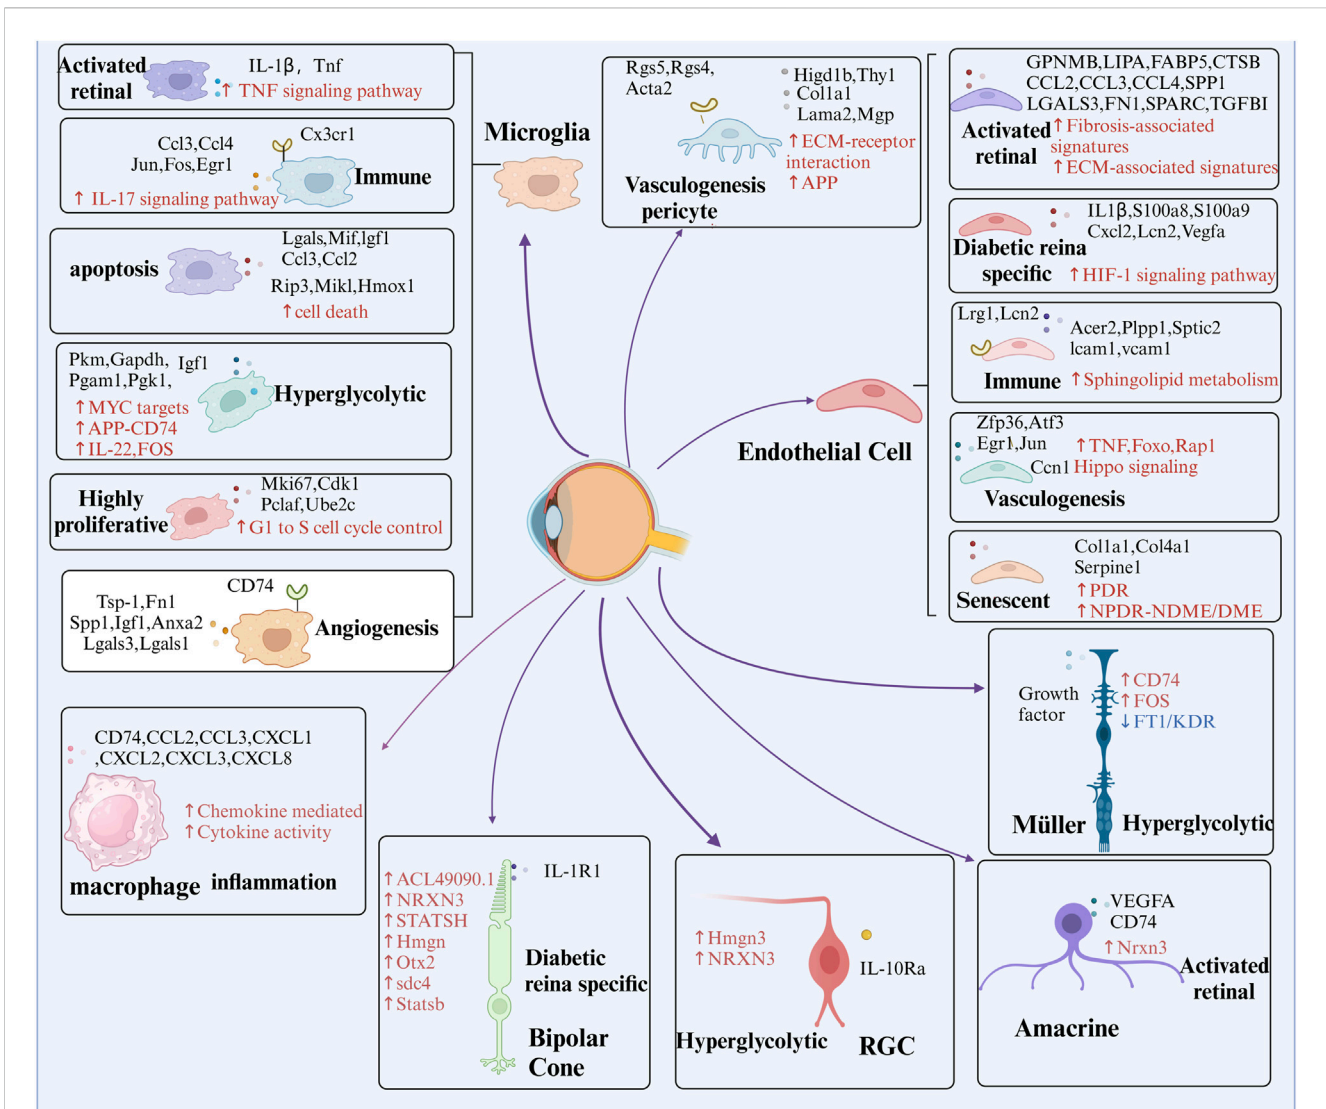 Activated
retinal
IL-1β, Tnf
↑ TNF signaling pathway
Ccl3,Ccl4
Jun,Fos,Egr1
Cx3cr1
Immune
↑ IL-17 signaling pathway
apoptosis
Lgals,Mif,lgf1
Ccl3,Ccl2
Rip3,Mikl,Hmox1
↑cell death
Pkm,Gapdh,
Pgam1,Pgk1,
Igf1
Hyperglycolytic
↑MYC targets
↑APP-CD74
↑IL-22,FOS
Highly
proliferative
Mki67,Cdk1
Pclaf,Ube2c
↑G1 to S cell cycle control
CD74
Tsp-1,Fn1
Spp1,Igf1,Anxa2
Lgals3,Lgals1
Angiogenesis
Microglia
Rgs5,Rgs4,
Acta2
Higd1b,Thy1
Col1a1
Lama2,Mgp
↑ECM-receptor
interaction
↑APP
Vasculogenesis
pericyte
Endothelial Cell
GPNMB,LIPA,FABP5,CTSB
CCL2,CCL3,CCL4,SPP1
LGALS3,FN1,SPARC,TGFBI
Activated
retinal
↑Fibrosis-associated
signatures
↑ECM-associated signatures
IL1β,S100a8,S100a9
Cxcl2,Lcn2,Vegfa
Diabetic reina
specific
↑HIF-1 signaling pathway
Lrg1,Lcn2
Acer2,Plpp1,Sptic2
lcam1,vcam1
Immune
↑Sphingolipid metabolism
Zfp36,Atf3
Egr1,Jun
Ccn1
↑TNF,Foxo,Rap1
Hippo signaling
Vasculogenesis
Col1a1,Col4a1
Serpine1
Senescent
↑PDR
↑NPDR-NDME/DME
Growth
factor
↑CD74
↑FOS
↓FT1/KDR
Müller
Hyperglycolytic
CD74,CCL2,CCL3,CXCL1
,CXCL2,CXCL3,CXCL8
↑Chemokine mediated
↑Cytokine activity
macrophage
inflammation
↑ACL49090.1
↑NRXN3
↑STATSH
↑Hmgn
↑Otx2
↑sdc4
↑Statsb
IL-1R1
Diabetic
reina specific
Bipolar
Cone
↑Hmgn3
↑NRXN3
IL-10Ra
Hyperglycolytic
RGC
VEGFA
CD74
↑Nrxn3
Activated
retinal
Amacrine